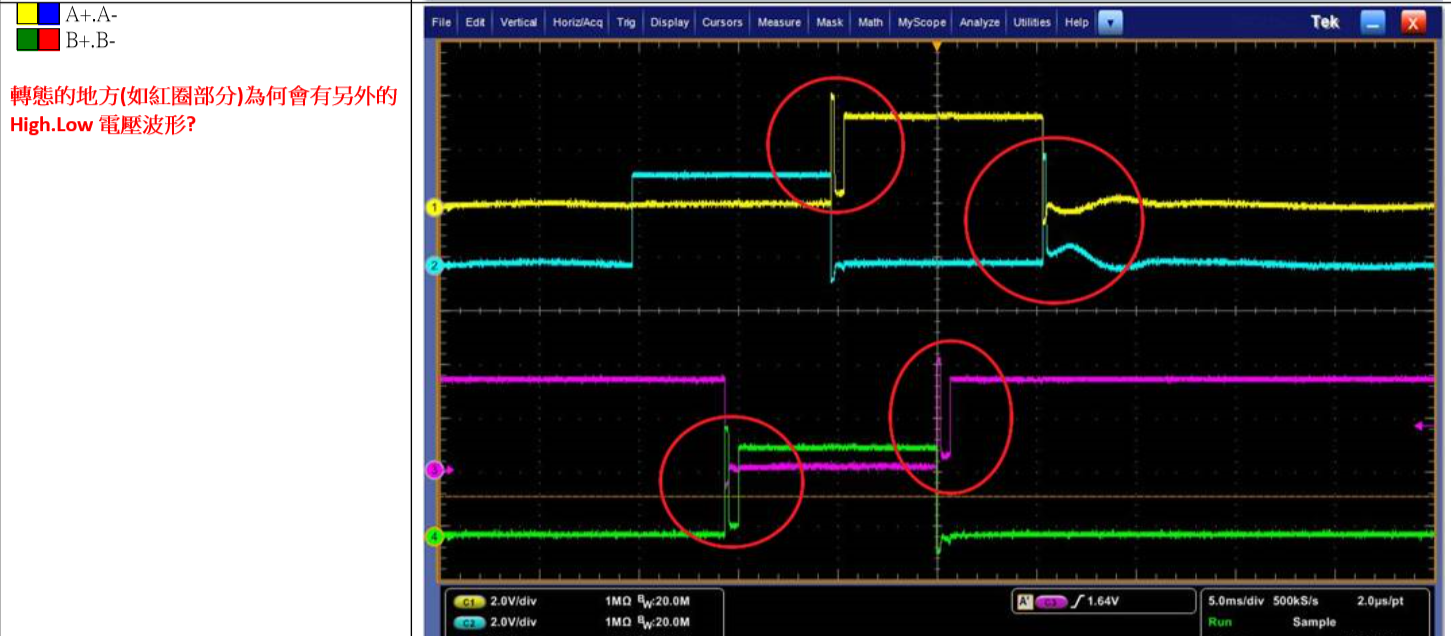 A+.A-
B+.B-
轉態的地方(如紅圈部分)為何會有另外的
High.Low 電壓波形?
File Edit Vertical Horiz/Acq Trig Display Cursors Measure Mask Math MyScope Analyze Utilities Help
Tek
X
1
2
3
4
C1 2.0V/div 1MΩ BW:20.0M
C2 2.0V/div 1MΩ BW:20.0M
A' C3 1.64V
5.0ms/div 500kS/s 2.0µs/pt
Run Sample